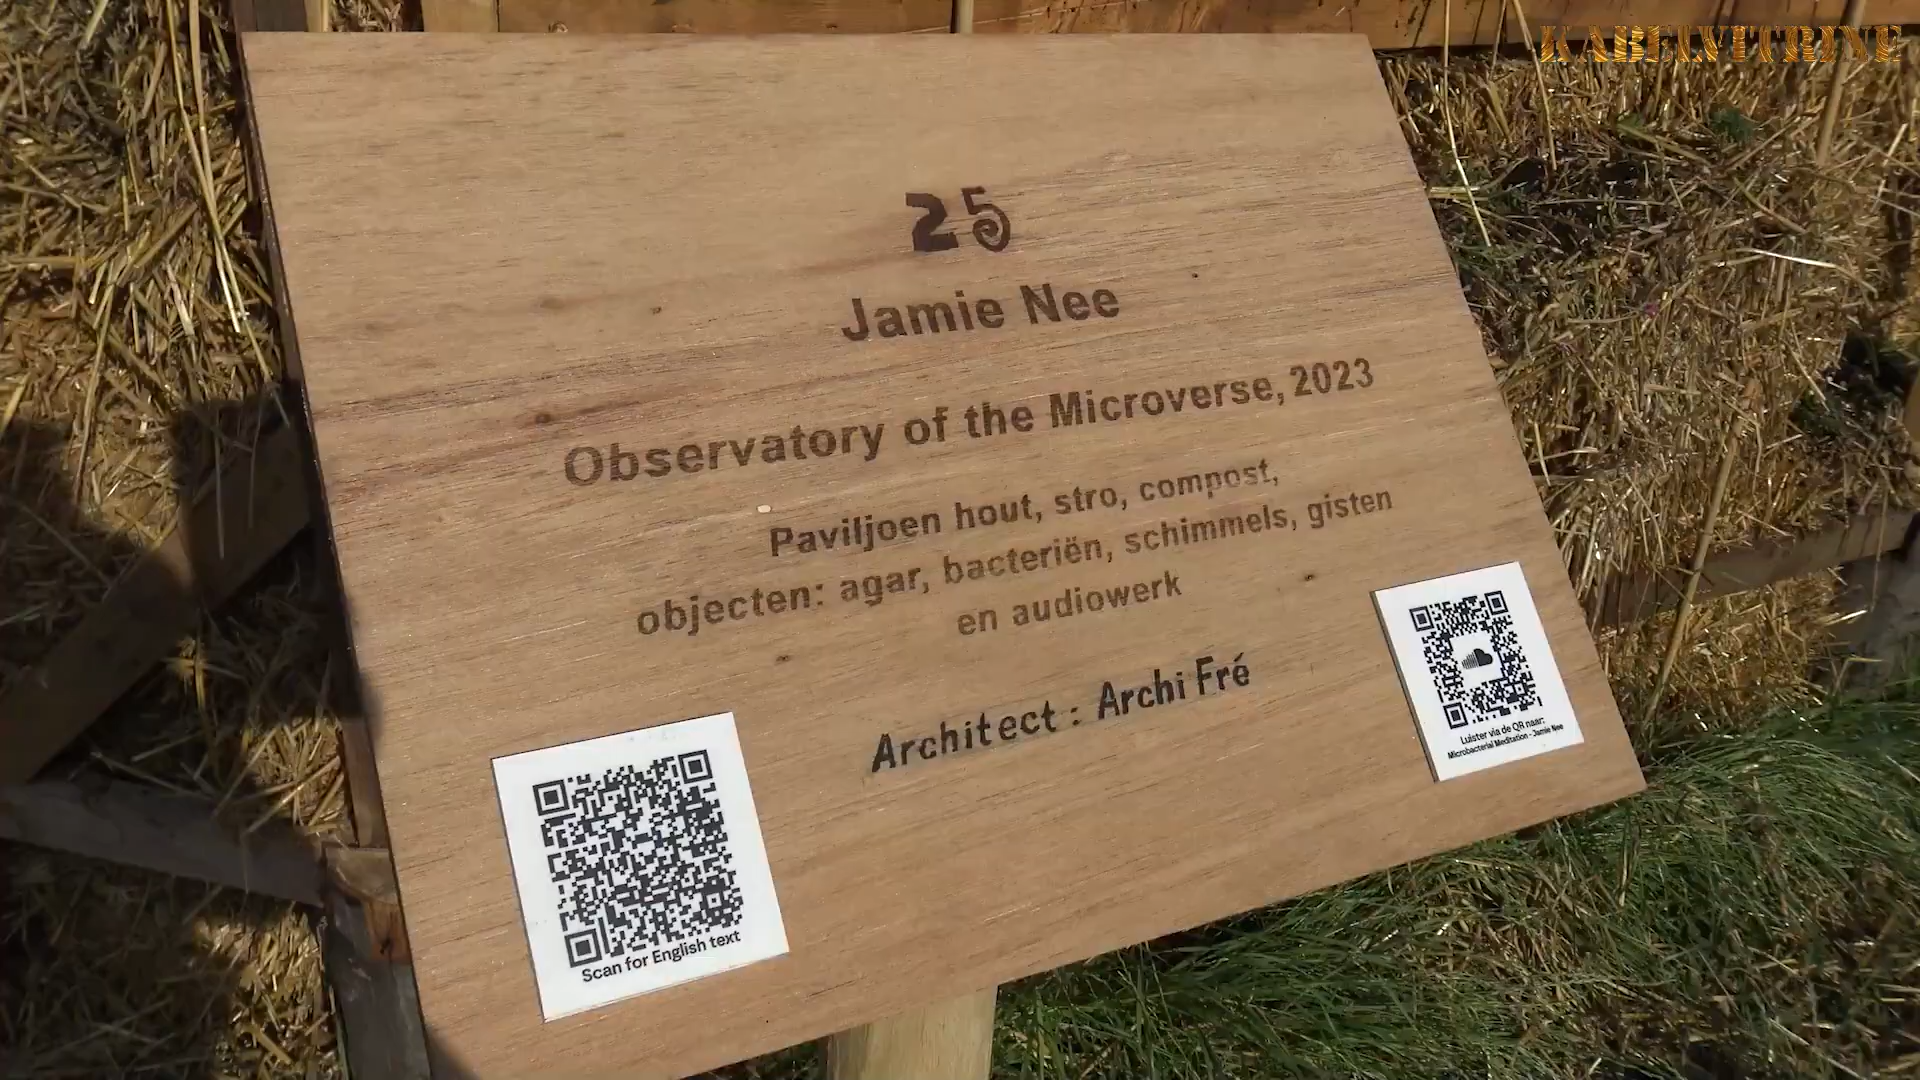 KABELVITRINE
25
Jamie Nee
Observatory of the Microverse, 2023
Paviljoen hout, stro, compost,
objecten: agar, bacteriën, schimmels, gisten
en audiowerk
Architect : Archi Fré
Scan for English text
Luister via de QR naar:
Microbacterial Meditation - Jamie Nee